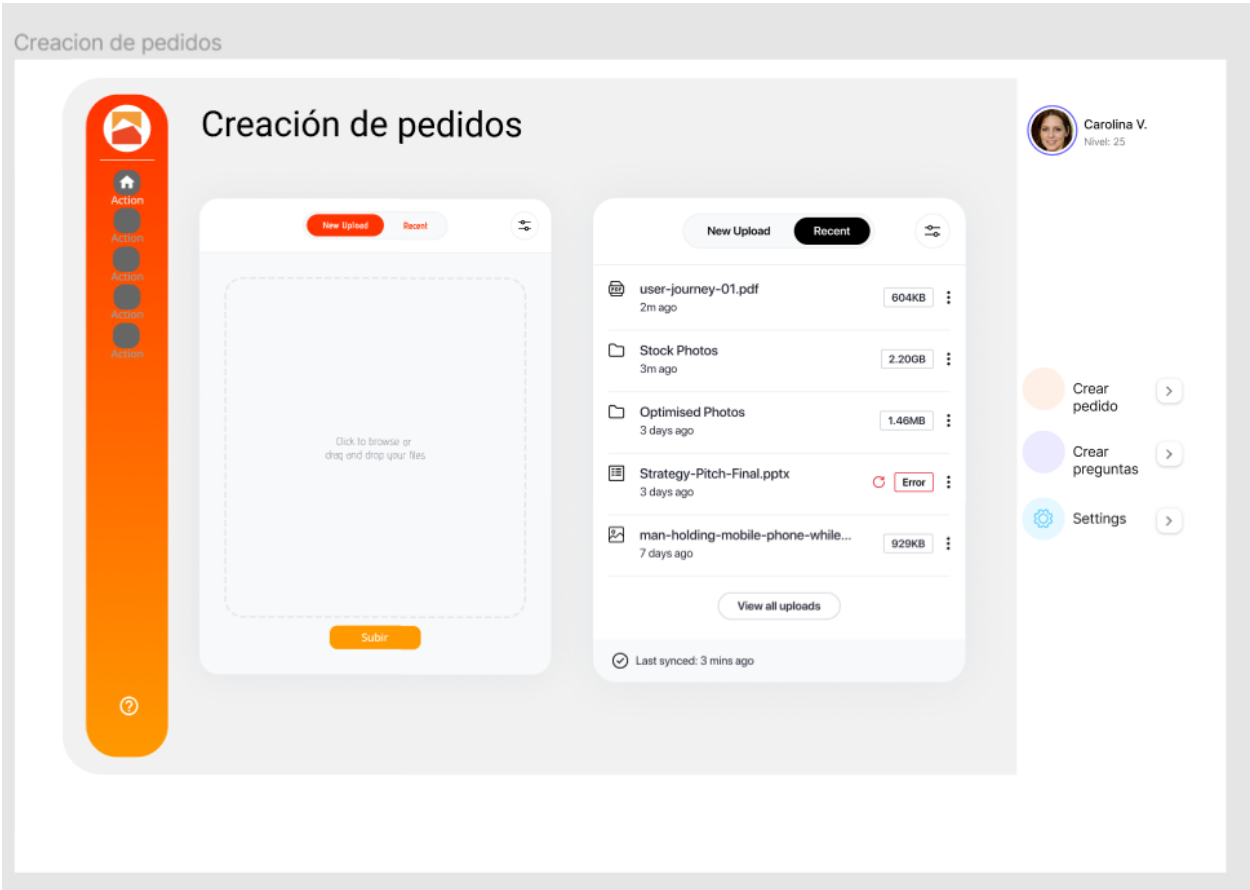 Creacion de pedidos
Creación de pedidos
Action
Action
Action
Action
Action
New Upload
Recent
Click to browse or
drag and drop your files
Subir
New Upload
Recent
PDF
user-journey-01.pdf
2m ago
604KB
Stock Photos
3m ago
2.20GB
Optimised Photos
3 days ago
1.46MB
Strategy-Pitch-Final.pptx
3 days ago
Error
man-holding-mobile-phone-while...
7 days ago
929KB
View all uploads
Last synced: 3 mins ago
Carolina V.
Nivel: 25
Crear
pedido
Crear
preguntas
Settings